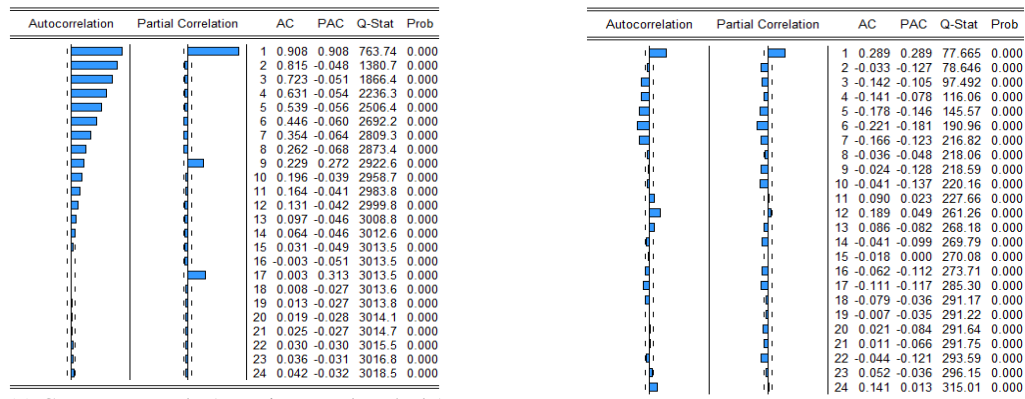 Autocorrelation Partial Correlation AC PAC Q-Stat Prob
1 0.908 0.908 763.74 0.000
2 0.815 -0.048 1380.7 0.000
3 0.723 -0.051 1866.4 0.000
4 0.631 -0.054 2236.3 0.000
5 0.539 -0.056 2506.4 0.000
6 0.446 -0.060 2692.2 0.000
7 0.354 -0.064 2809.3 0.000
8 0.262 -0.068 2873.4 0.000
9 0.229 0.272 2922.6 0.000
10 0.196 -0.039 2958.7 0.000
11 0.164 -0.041 2983.8 0.000
12 0.131 -0.042 2999.8 0.000
13 0.097 -0.046 3008.8 0.000
14 0.064 -0.046 3012.6 0.000
15 0.031 -0.049 3013.5 0.000
16 -0.003 -0.051 3013.5 0.000
17 0.003 0.313 3013.5 0.000
18 0.008 -0.027 3013.6 0.000
19 0.013 -0.027 3013.8 0.000
20 0.019 -0.028 3014.1 0.000
21 0.025 -0.027 3014.7 0.000
22 0.030 -0.030 3015.5 0.000
23 0.036 -0.031 3016.8 0.000
24 0.042 -0.032 3018.5 0.000
Autocorrelation Partial Correlation AC PAC Q-Stat Prob
1 0.289 0.289 77.665 0.000
2 -0.033 -0.127 78.646 0.000
3 -0.142 -0.105 97.492 0.000
4 -0.141 -0.078 116.06 0.000
5 -0.178 -0.146 145.57 0.000
6 -0.221 -0.181 190.96 0.000
7 -0.166 -0.123 216.82 0.000
8 -0.036 -0.048 218.06 0.000
9 -0.024 -0.128 218.59 0.000
10 -0.041 -0.137 220.16 0.000
11 0.090 0.023 227.66 0.000
12 0.189 0.049 261.26 0.000
13 0.086 -0.082 268.18 0.000
14 -0.041 -0.099 269.79 0.000
15 -0.018 0.000 270.08 0.000
16 -0.062 -0.112 273.71 0.000
17 -0.111 -0.117 285.30 0.000
18 -0.079 -0.036 291.17 0.000
19 -0.007 -0.035 291.22 0.000
20 0.021 -0.084 291.64 0.000
21 0.011 -0.066 291.75 0.000
22 -0.044 -0.121 293.59 0.000
23 0.052 -0.036 296.15 0.000
24 0.141 0.013 315.01 0.000